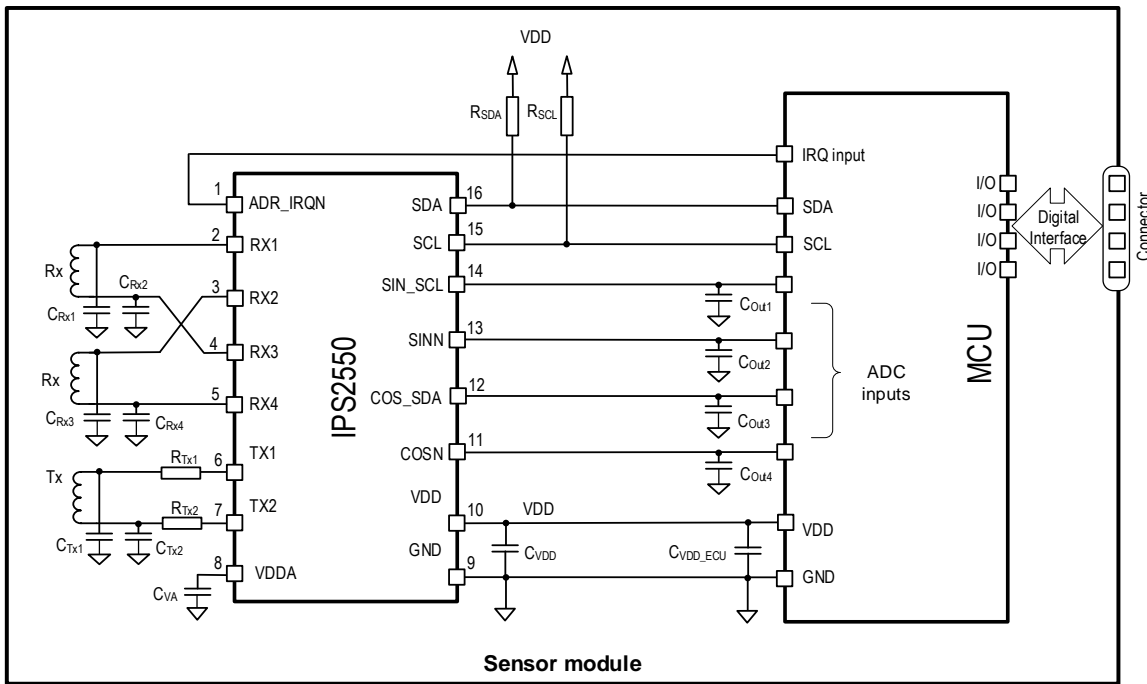 VDD
RSDA
RSCL
IRQ input
1
ADR_IRQN
SDA
16
SDA
I/O
I/O
I/O
I/O
Digital
Interface
Connector
2
RX1
SCL
15
SCL
Rx
CRx1
CRx2
SIN_SCL
14
COut1
3
RX2
SINN
13
COut2
4
RX3
IPS2550
ADC
inputs
MCU
Rx
CRx3
CRx4
5
RX4
COS_SDA
12
COut3
COSN
11
COut4
Tx
RTx1
6
TX1
RTx2
7
TX2
CTx1
CTx2
VDD
10
VDD
VDD
CVDD
CVDD_ECU
GND
9
GND
8
VDDA
CVA
Sensor module